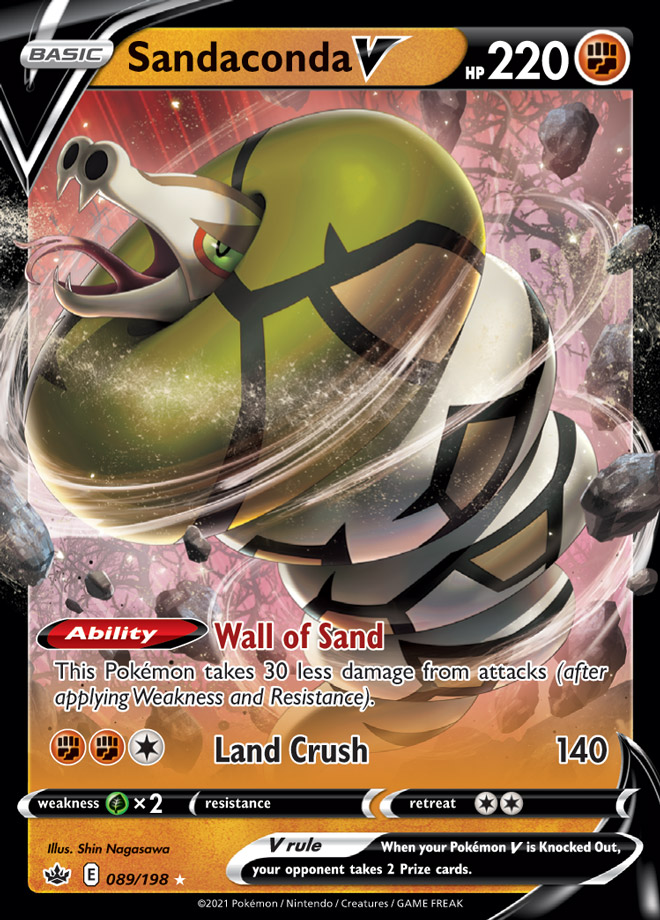 BASIC
Sandaconda V
HP 220
Ability Wall of Sand
This Pokémon takes 30 less damage from attacks (after
applying Weakness and Resistance).
Land Crush 140
weakness ×2 resistance retreat
Illus. Shin Nagasawa
V rule When your Pokémon V is Knocked Out,
your opponent takes 2 Prize cards.
E 089/198 ★
©2021 Pokémon / Nintendo / Creatures / GAME FREAK